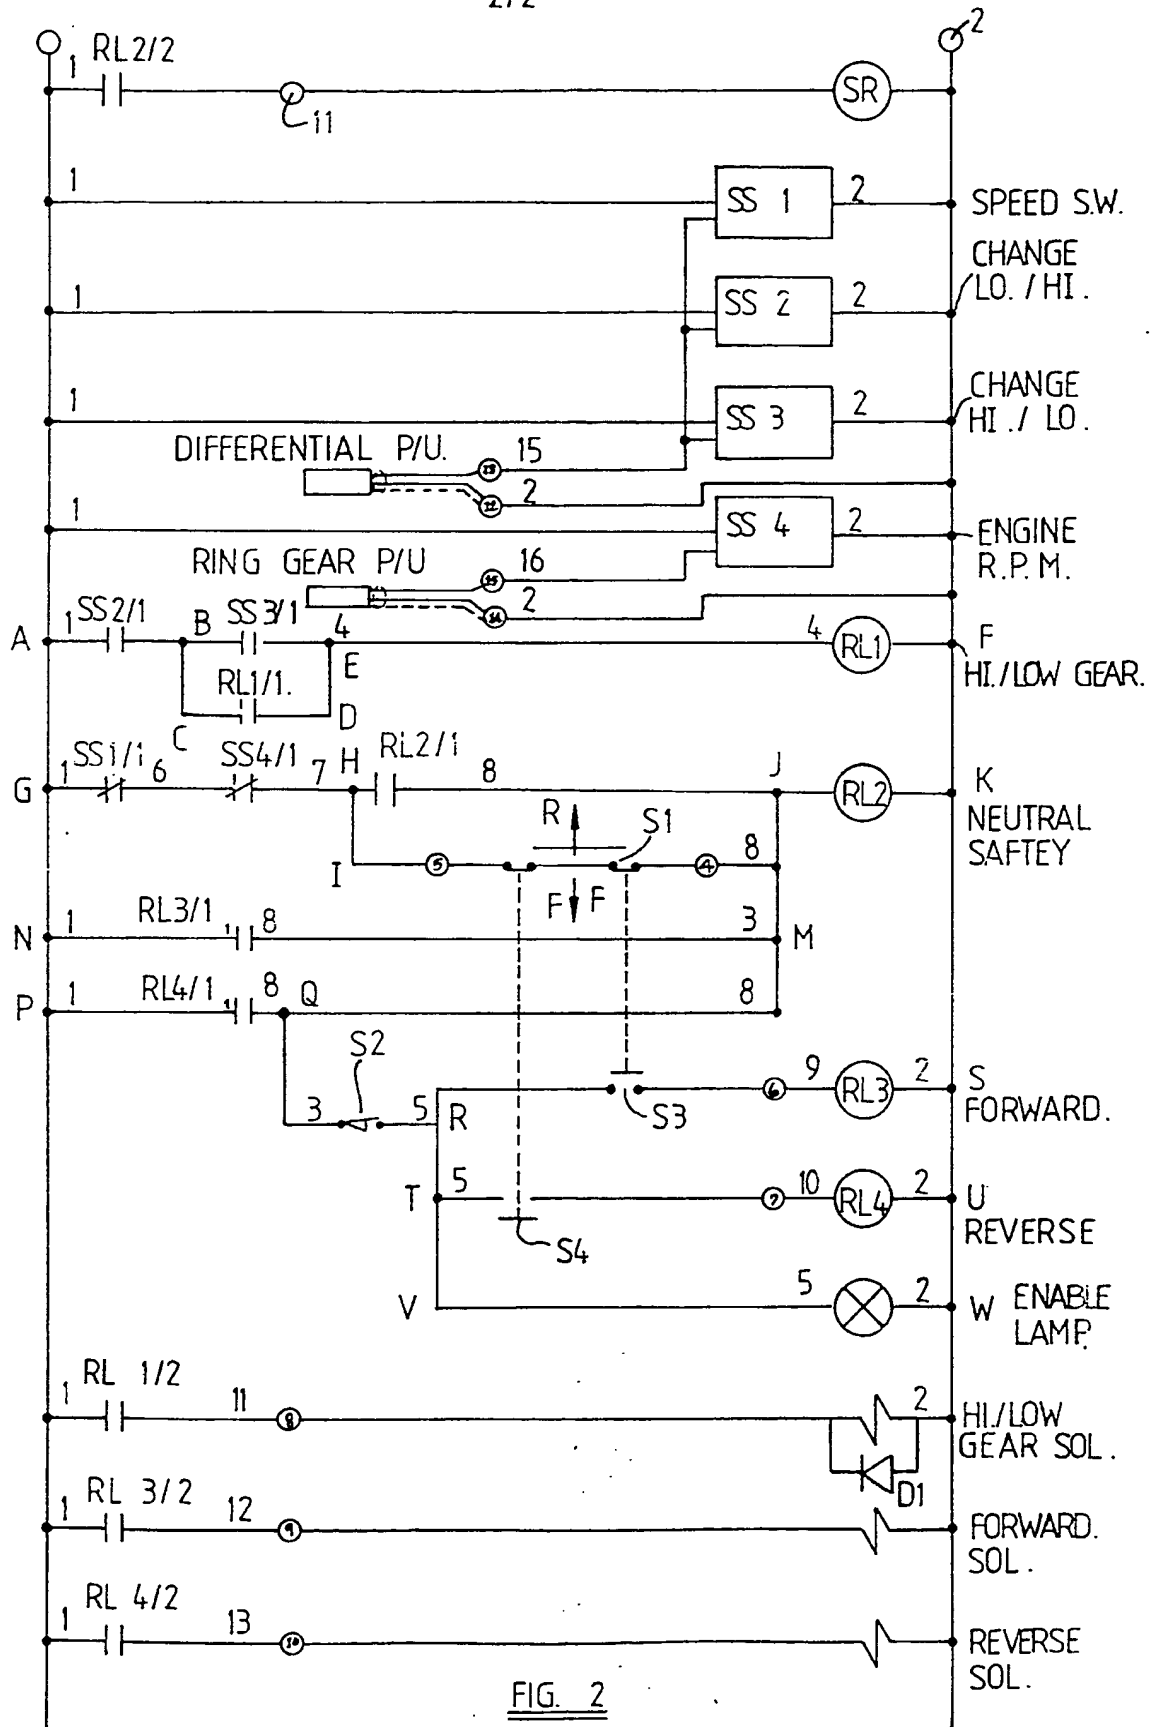 2/2
2
RL2/2
1
11
SR
1
SS 1
2
SPEED S.W.
CHANGE
LO. / HI.
1
SS 2
2
CHANGE
HI. / LO.
1
SS 3
2
DIFFERENTIAL P/U.
13
15
12
2
1
SS 4
2
ENGINE
R.P.M.
RING GEAR P/U
15
16
14
2
A
1
SS2/1
B
SS3/1
4
4
RL1
F
HI./LOW GEAR.
E
RL1/1.
C
D
G
1
SS1/1
6
SS4/1
7
H
RL2/1
8
J
RL2
K
NEUTRAL
SAFTEY
R
S1
I
5
4
8
F
F
N
1
RL3/1
8
3
M
P
1
RL4/1
8
Q
8
S2
3
5
R
S3
6
9
RL3
2
S
FORWARD.
T
5
S4
7
10
RL4
2
U
REVERSE
V
5
2
W
ENABLE
LAMP.
1
RL 1/2
11
8
2
HI./LOW
GEAR SOL.
D1
1
RL 3/2
12
9
FORWARD.
SOL.
1
RL 4/2
13
10
REVERSE
SOL.
FIG. 2